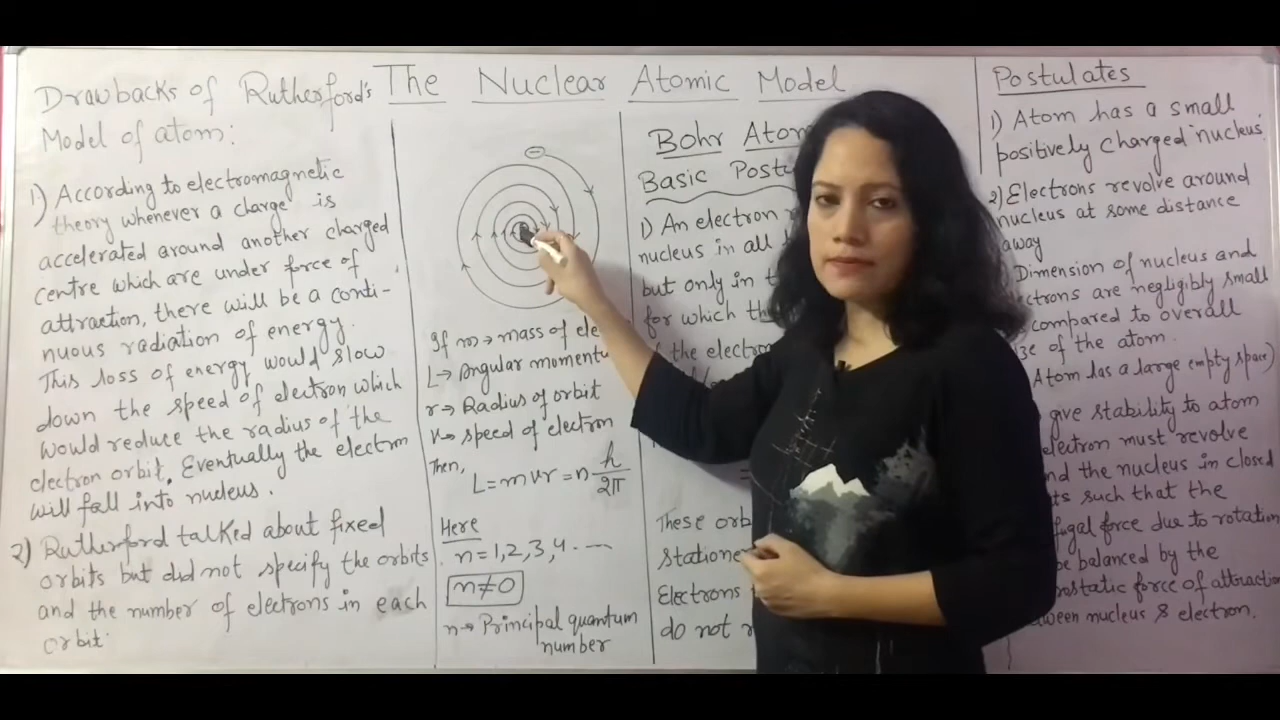 The Nuclear Atomic Model
Drawbacks of Rutherford's
Model of atom:
1.) According to electromagnetic
theory whenever a charge is
accelerated around another charged
centre which are under force of
attraction, there will be a conti-
nuous radiation of energy.
This loss of energy would slow
down the speed of electron which
would reduce the radius of the
electron orbit. Eventually the electron
will fall into nucleus.
2) Rutherford talked about fixed
orbits but did not specify the orbits
and the number of electrons in each
orbit.
If m→ mass of ele
L→ Angular momentu
r→ Radius of orbit
v→ speed of electron
Then,
L=mvr=n h/2π
Here
n=1,2,3,4....
n≠0
n→ Principal quantum
number
Bohr Atom
Basic Postu
1) An electron
nucleus in all
but only in
for which
the electro
These orb
statione
Electrons
do not
Postulates
1) Atom has a small
positively charged "nucleus".
2) Electrons revolve around
nucleus at some distance
away
Dimension of nucleus and
ctrons are negligibly small
compared to overall
ze of the atom.
Atom has a large empty space)
give stability to atom
electron must revolve
nd the nucleus in closed
ts such that the
fugal force due to rotation
be balanced by the
ostatic force of attraction
tween nucleus & electron.